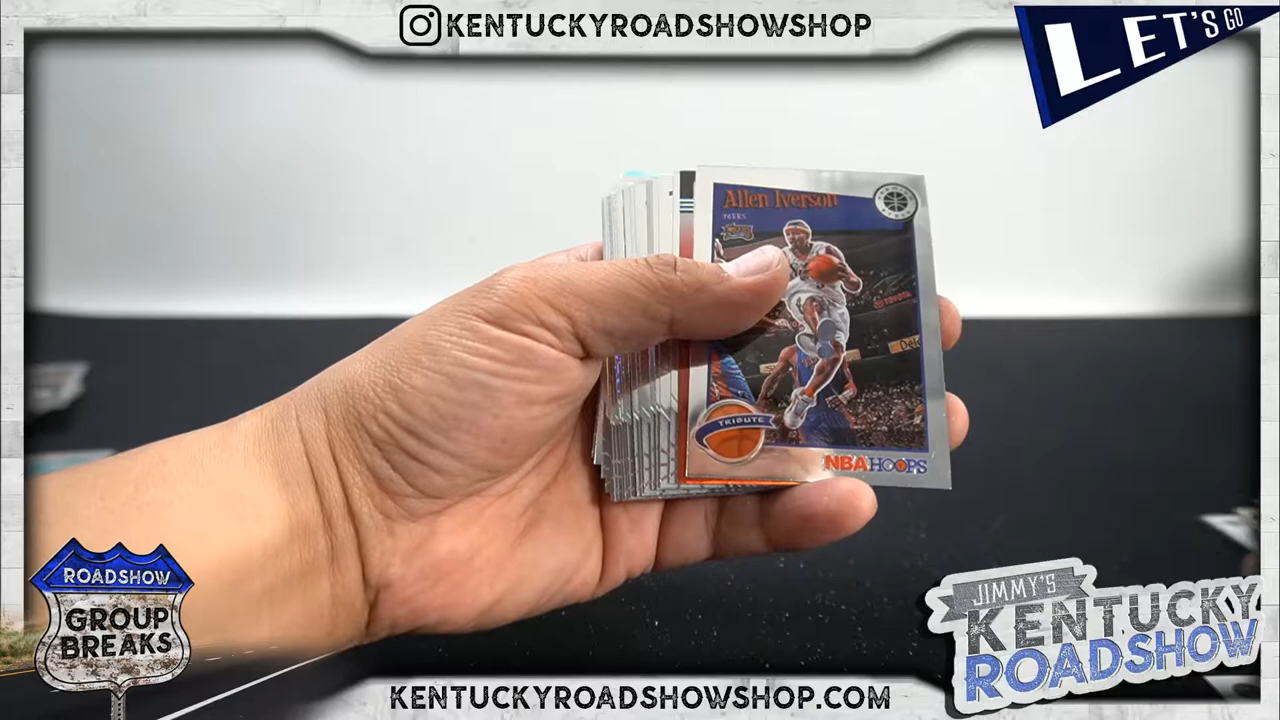 KENTUCKYROADSHOWSHOP
LET'S GO
Allen Iverson
76ERS
TRIBUTE
NBA HOOPS
ROADSHOW
GROUP
BREAKS
JIMMY'S
KENTUCKY
ROADSHOW
KENTUCKYROADSHOWSHOP.COM